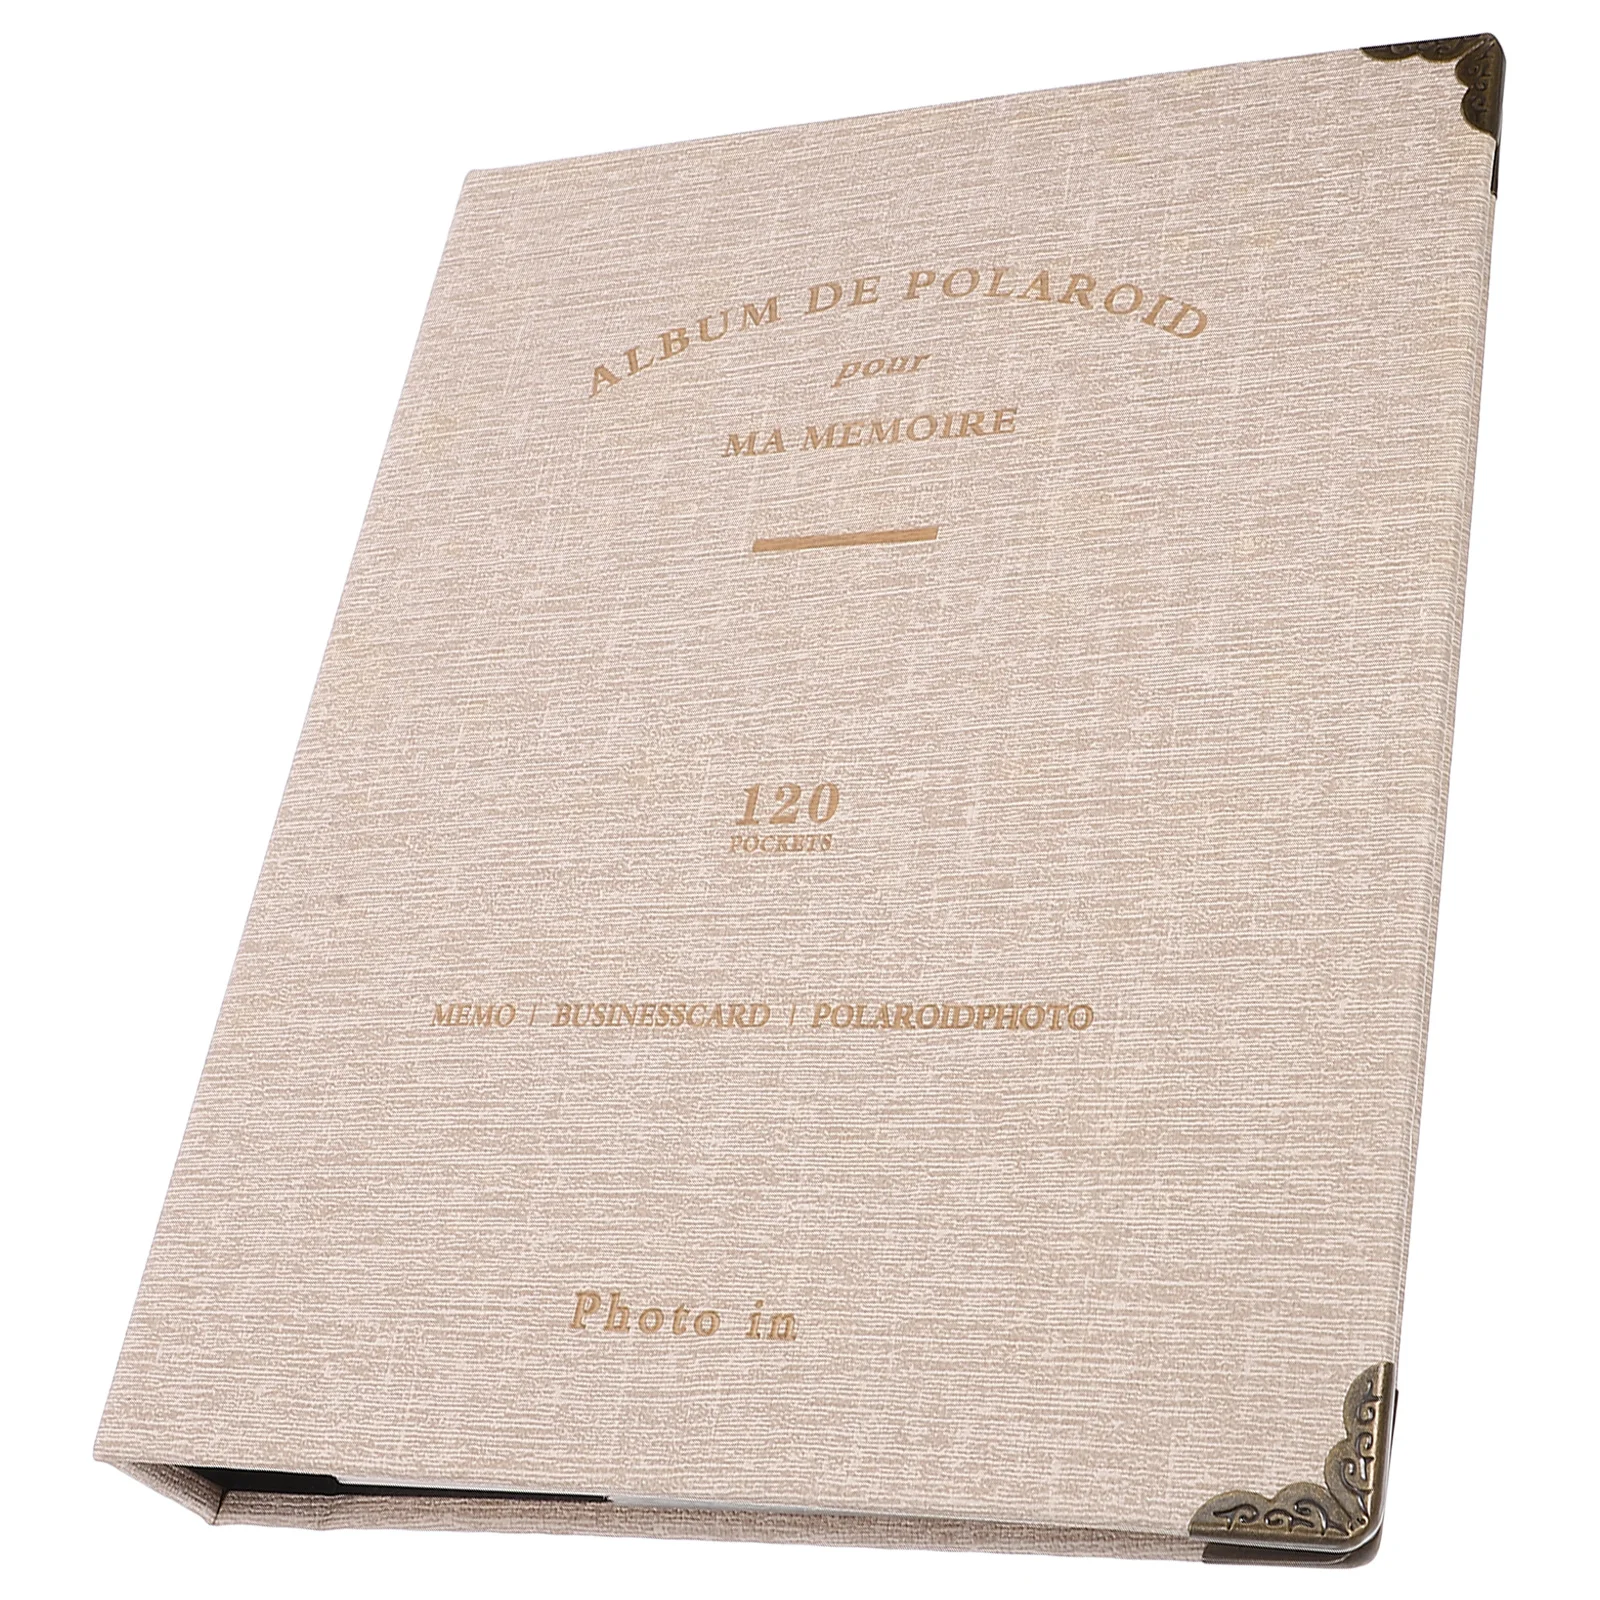 ALBUM DE POLAROID
pour
MA MEMOIRE
120
POCKETS
MEMO | BUSINESSCARD | POLAROIDPHOTO
Photo in